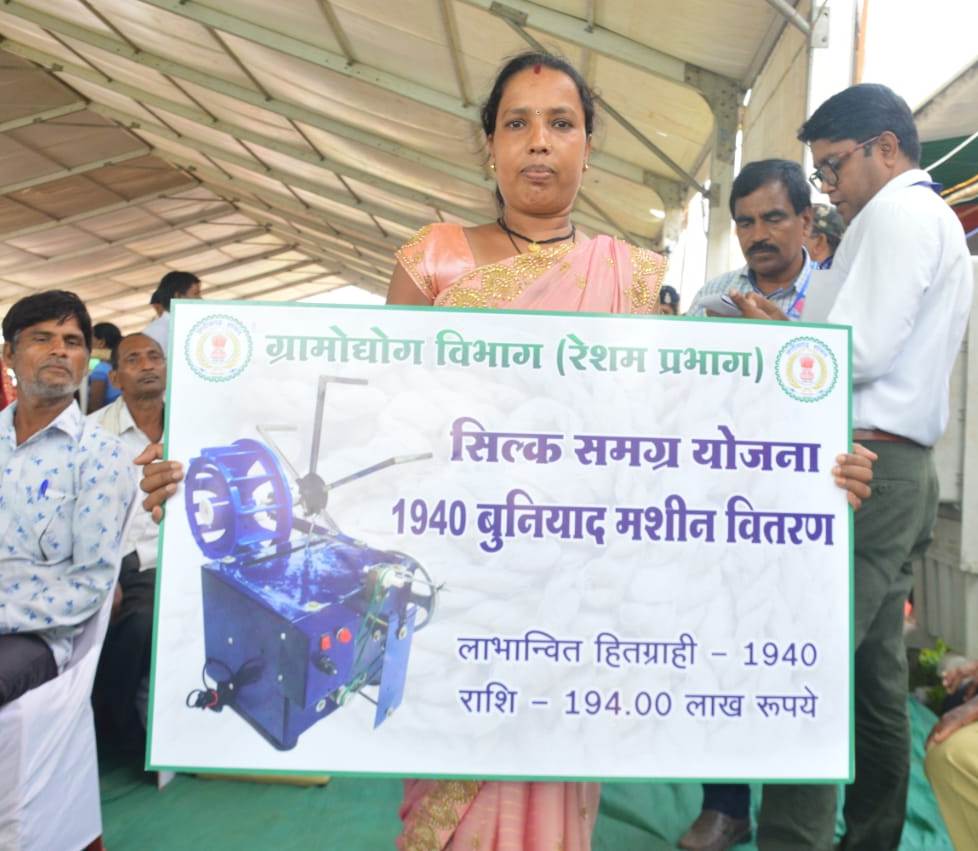 ग्रामोद्योग विभाग (रेशम प्रभाग)
सिल्क समग्र योजना
1940 बुनियाद मशीन वितरण
लाभान्वित हितग्राही – 1940
राशि – 194.00 लाख रूपये